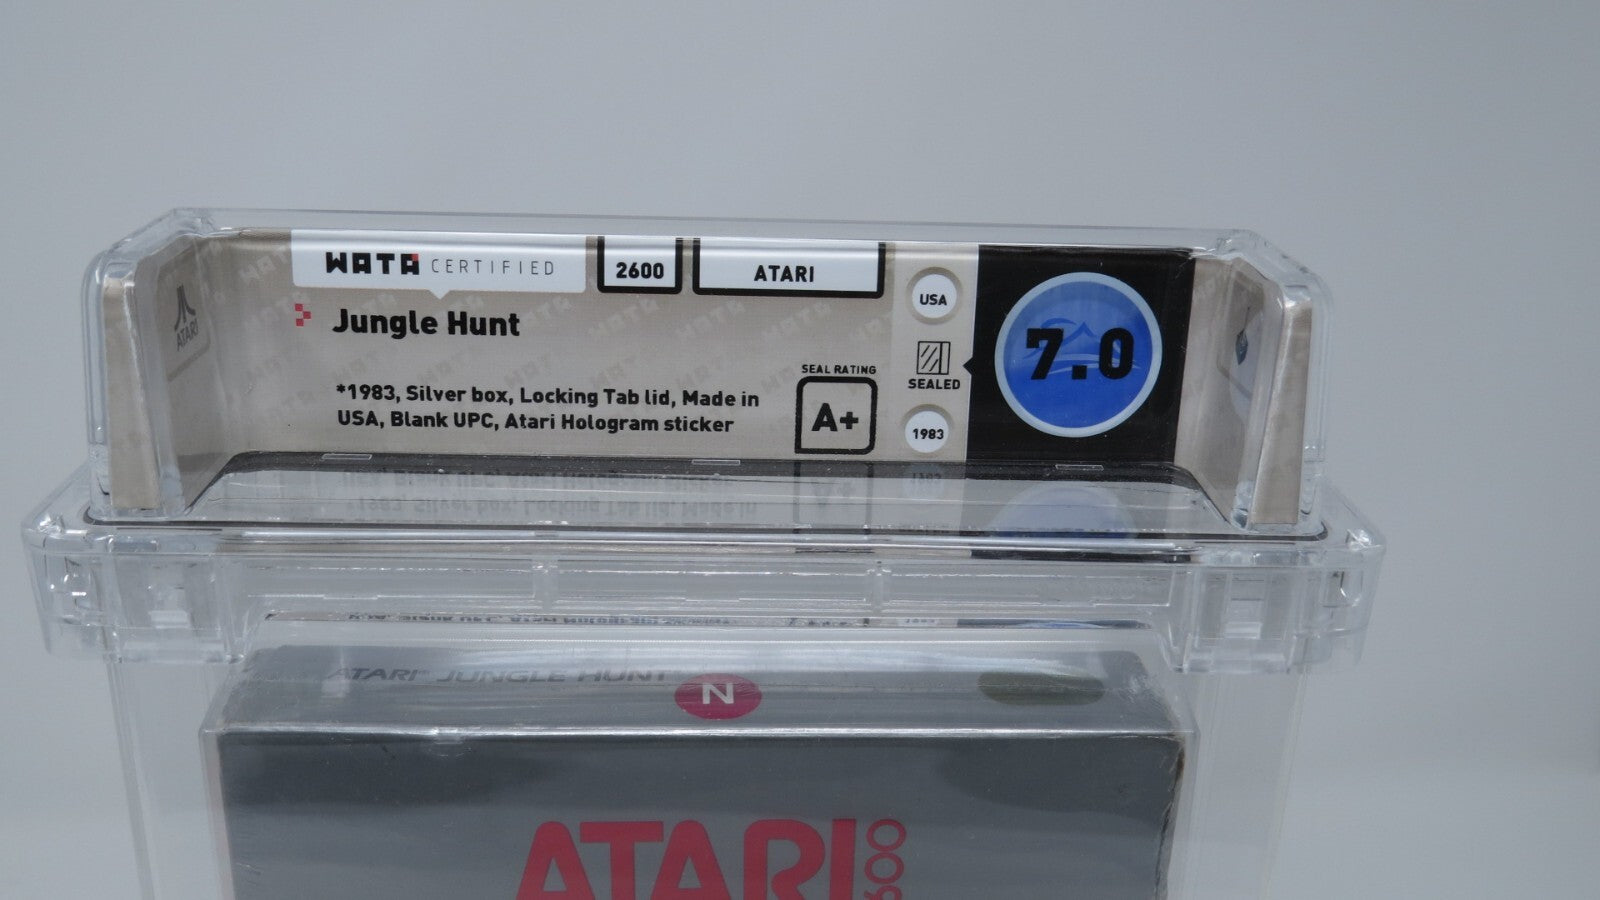 WATA CERTIFIED
2600
ATARI
Jungle Hunt
*1983, Silver box, Locking Tab lid, Made in
USA, Blank UPC, Atari Hologram sticker
SEAL RATING
A+
USA
SEALED
1983
7.0
ATARI
ATARI JUNGLE HUNT
N
ATARI